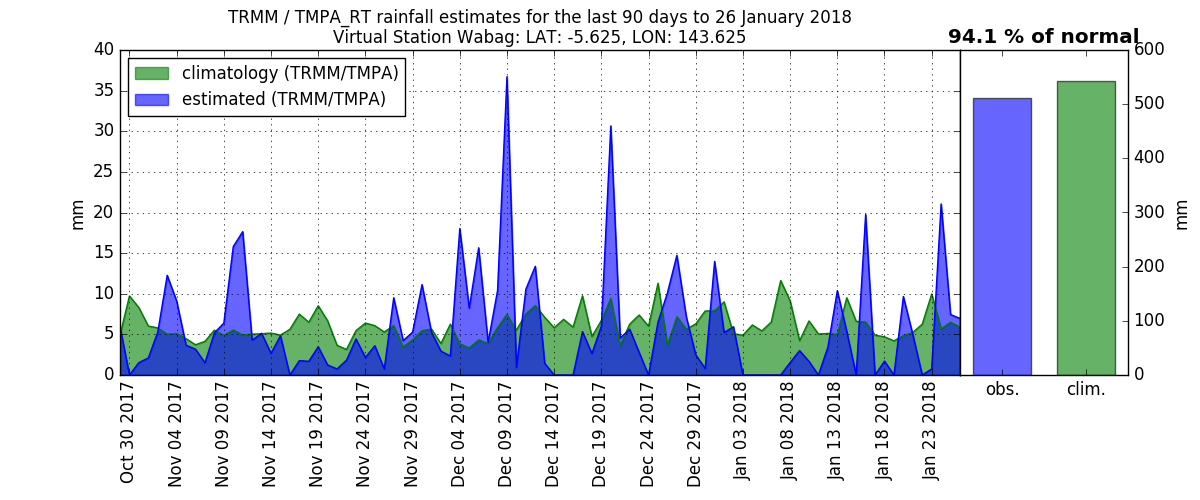 TRMM / TMPA_RT rainfall estimates for the last 90 days to 26 January 2018
Virtual Station Wabag: LAT: -5.625, LON: 143.625
94.1 % of normal
climatology (TRMM/TMPA)
estimated (TRMM/TMPA)
40
35
30
25
20
15
10
5
0
mm
600
500
400
300
200
100
0
mm
obs.
clim.
Oct 30 2017
Nov 04 2017
Nov 09 2017
Nov 14 2017
Nov 19 2017
Nov 24 2017
Nov 29 2017
Dec 04 2017
Dec 09 2017
Dec 14 2017
Dec 19 2017
Dec 24 2017
Dec 29 2017
Jan 03 2018
Jan 08 2018
Jan 13 2018
Jan 18 2018
Jan 23 2018